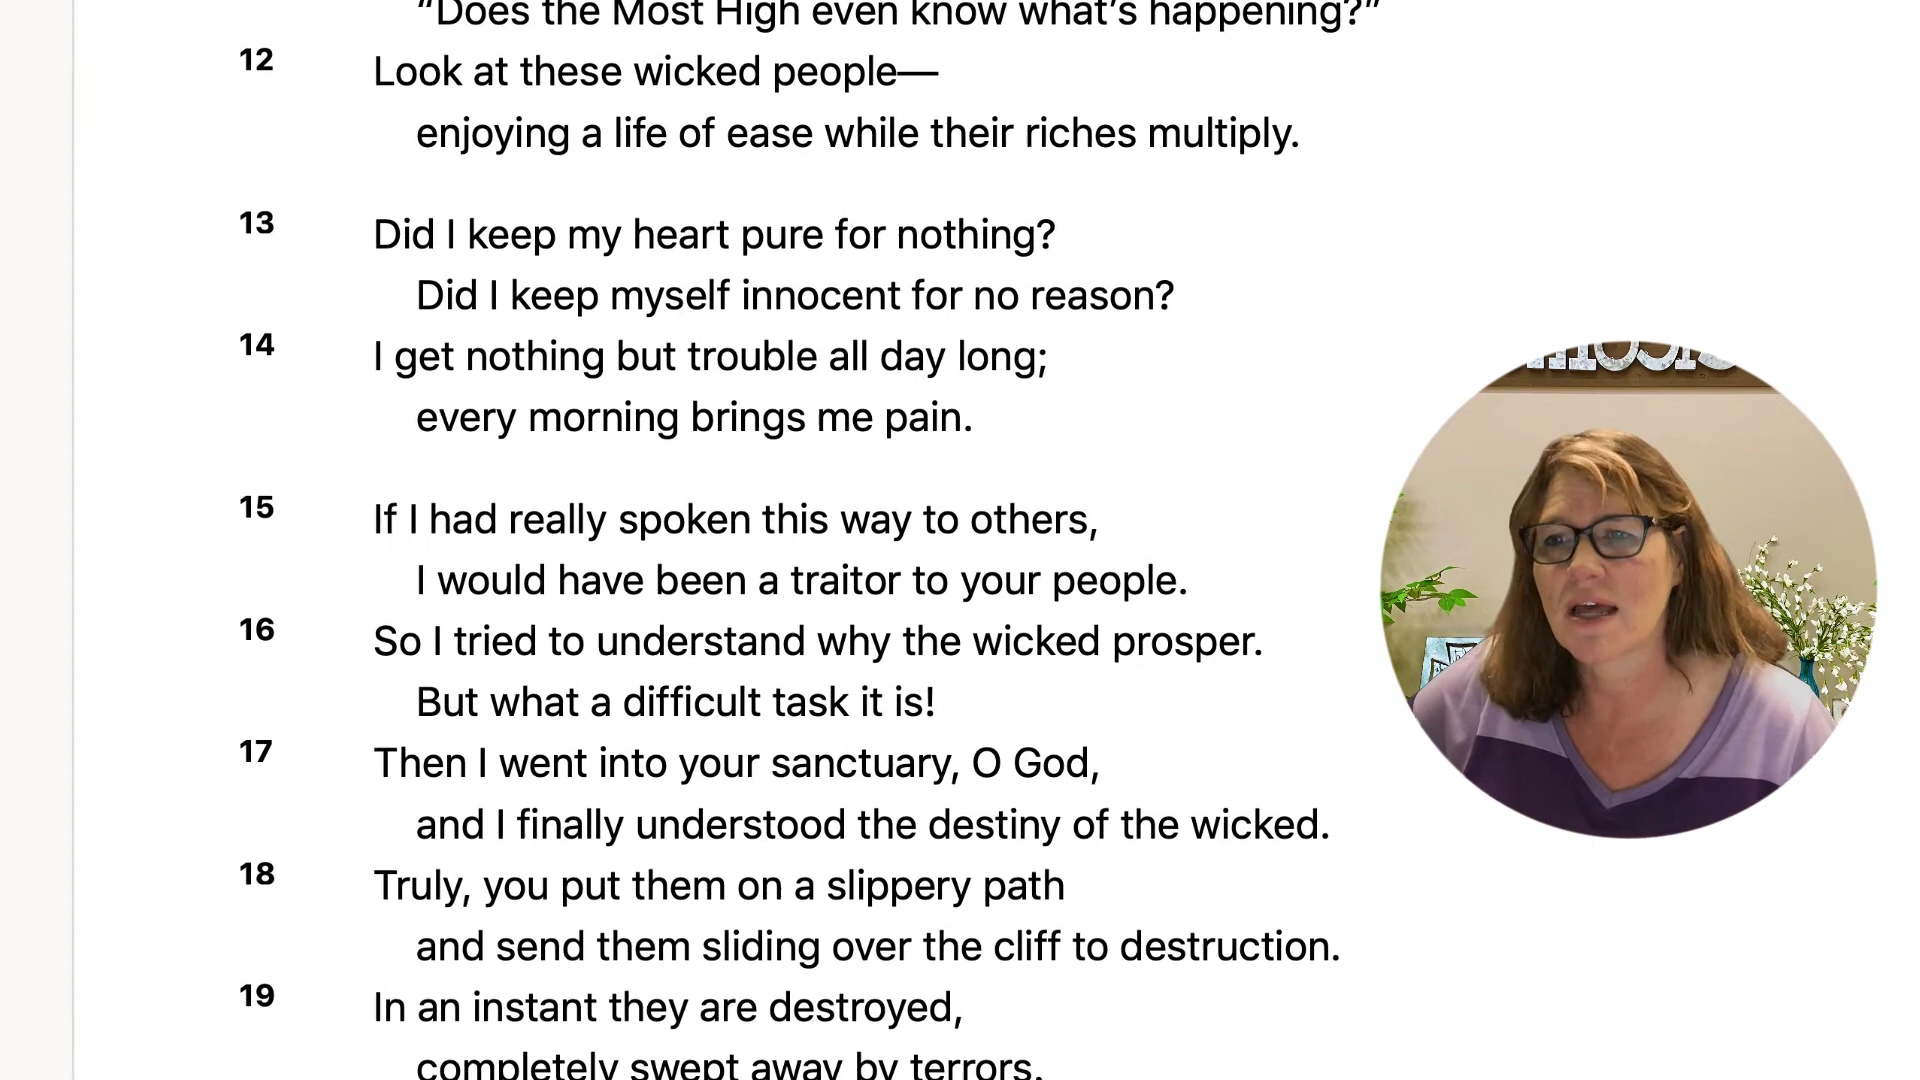 “Does the Most High even know what’s happening?”
12 Look at these wicked people—
enjoying a life of ease while their riches multiply.
13 Did I keep my heart pure for nothing?
Did I keep myself innocent for no reason?
14 I get nothing but trouble all day long;
every morning brings me pain.
15 If I had really spoken this way to others,
I would have been a traitor to your people.
16 So I tried to understand why the wicked prosper.
But what a difficult task it is!
17 Then I went into your sanctuary, O God,
and I finally understood the destiny of the wicked.
18 Truly, you put them on a slippery path
and send them sliding over the cliff to destruction.
19 In an instant they are destroyed,
completely swept away by terrors.